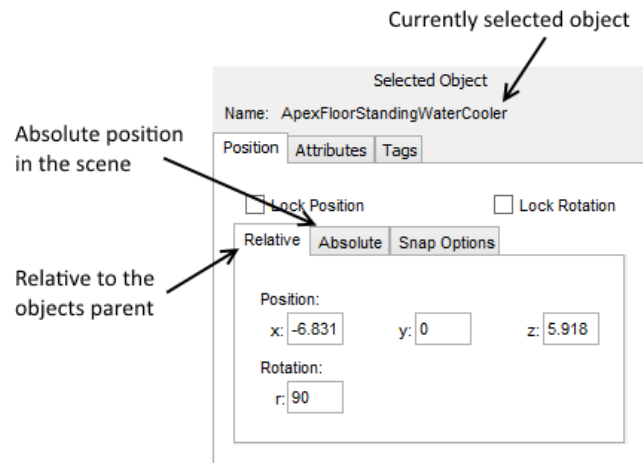 Currently selected object
Selected Object
Name: ApexFloorStandingWaterCooler
Absolute position
in the scene
Position Attributes Tags
Lock Position Lock Rotation
Relative Absolute Snap Options
Relative to the
objects parent
Position:
x: -6.831 y: 0 z: 5.918
Rotation:
r: 90